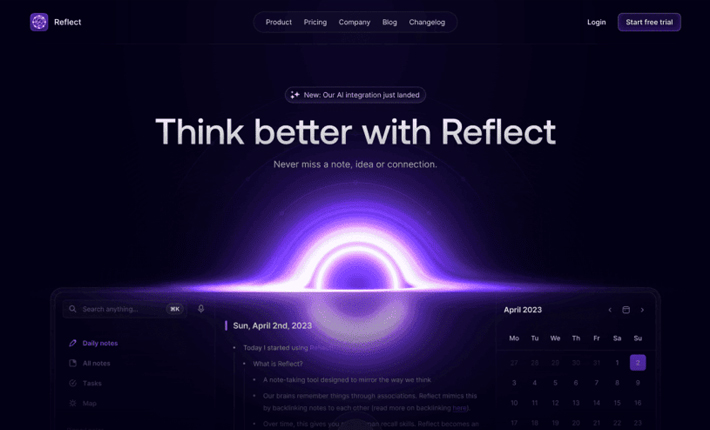 Reflect
Product Pricing Company Blog Changelog
Login
Start free trial
New: Our AI integration just landed
Think better with Reflect
Never miss a note, idea or connection.
Search anything... ⌘K
Daily notes
All notes
Tasks
Map
Sun, April 2nd, 2023
Today I started using Reflect
What is Reflect?
A note-taking tool designed to mirror the way we think
Our brains remember things through associations. Reflect mimics this
by backlinking notes to each other (read more on backlinking here).
Over time, this gives you recall skills. Reflect becomes an
April 2023
Mo Tu We Th Fr Sa Su
27 28 29 30 31 1 2
3 4 5 6 7 8 9
10 11 12 13 14 15 16